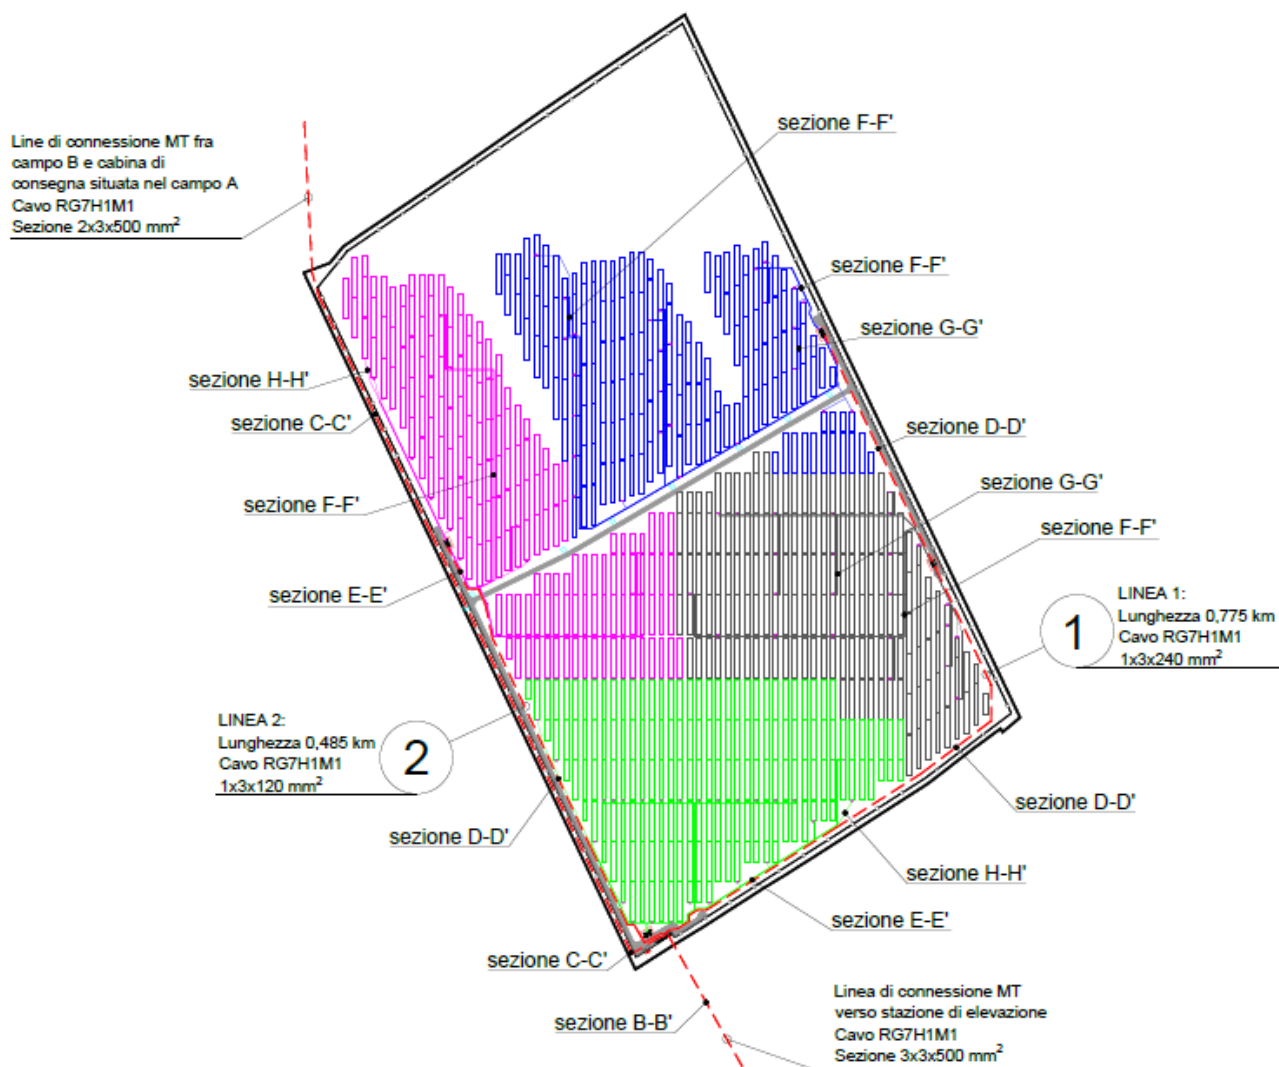 sezione F-F'
Line di connessione MT fra
campo B e cabina di
consegna situata nel campo A
Cavo RG7H1M1
Sezione 2x3x500 mm²
sezione F-F'
sezione G-G'
sezione H-H'
sezione C-C'
sezione D-D'
sezione G-G'
sezione F-F'
sezione F-F'
sezione E-E'
1
LINEA 1:
Lunghezza 0,775 km
Cavo RG7H1M1
1x3x240 mm²
LINEA 2:
Lunghezza 0,485 km
Cavo RG7H1M1
1x3x120 mm²
2
sezione D-D'
sezione D-D'
sezione H-H'
sezione E-E'
sezione C-C'
sezione B-B'
Linea di connessione MT
verso stazione di elevazione
Cavo RG7H1M1
Sezione 3x3x500 mm²